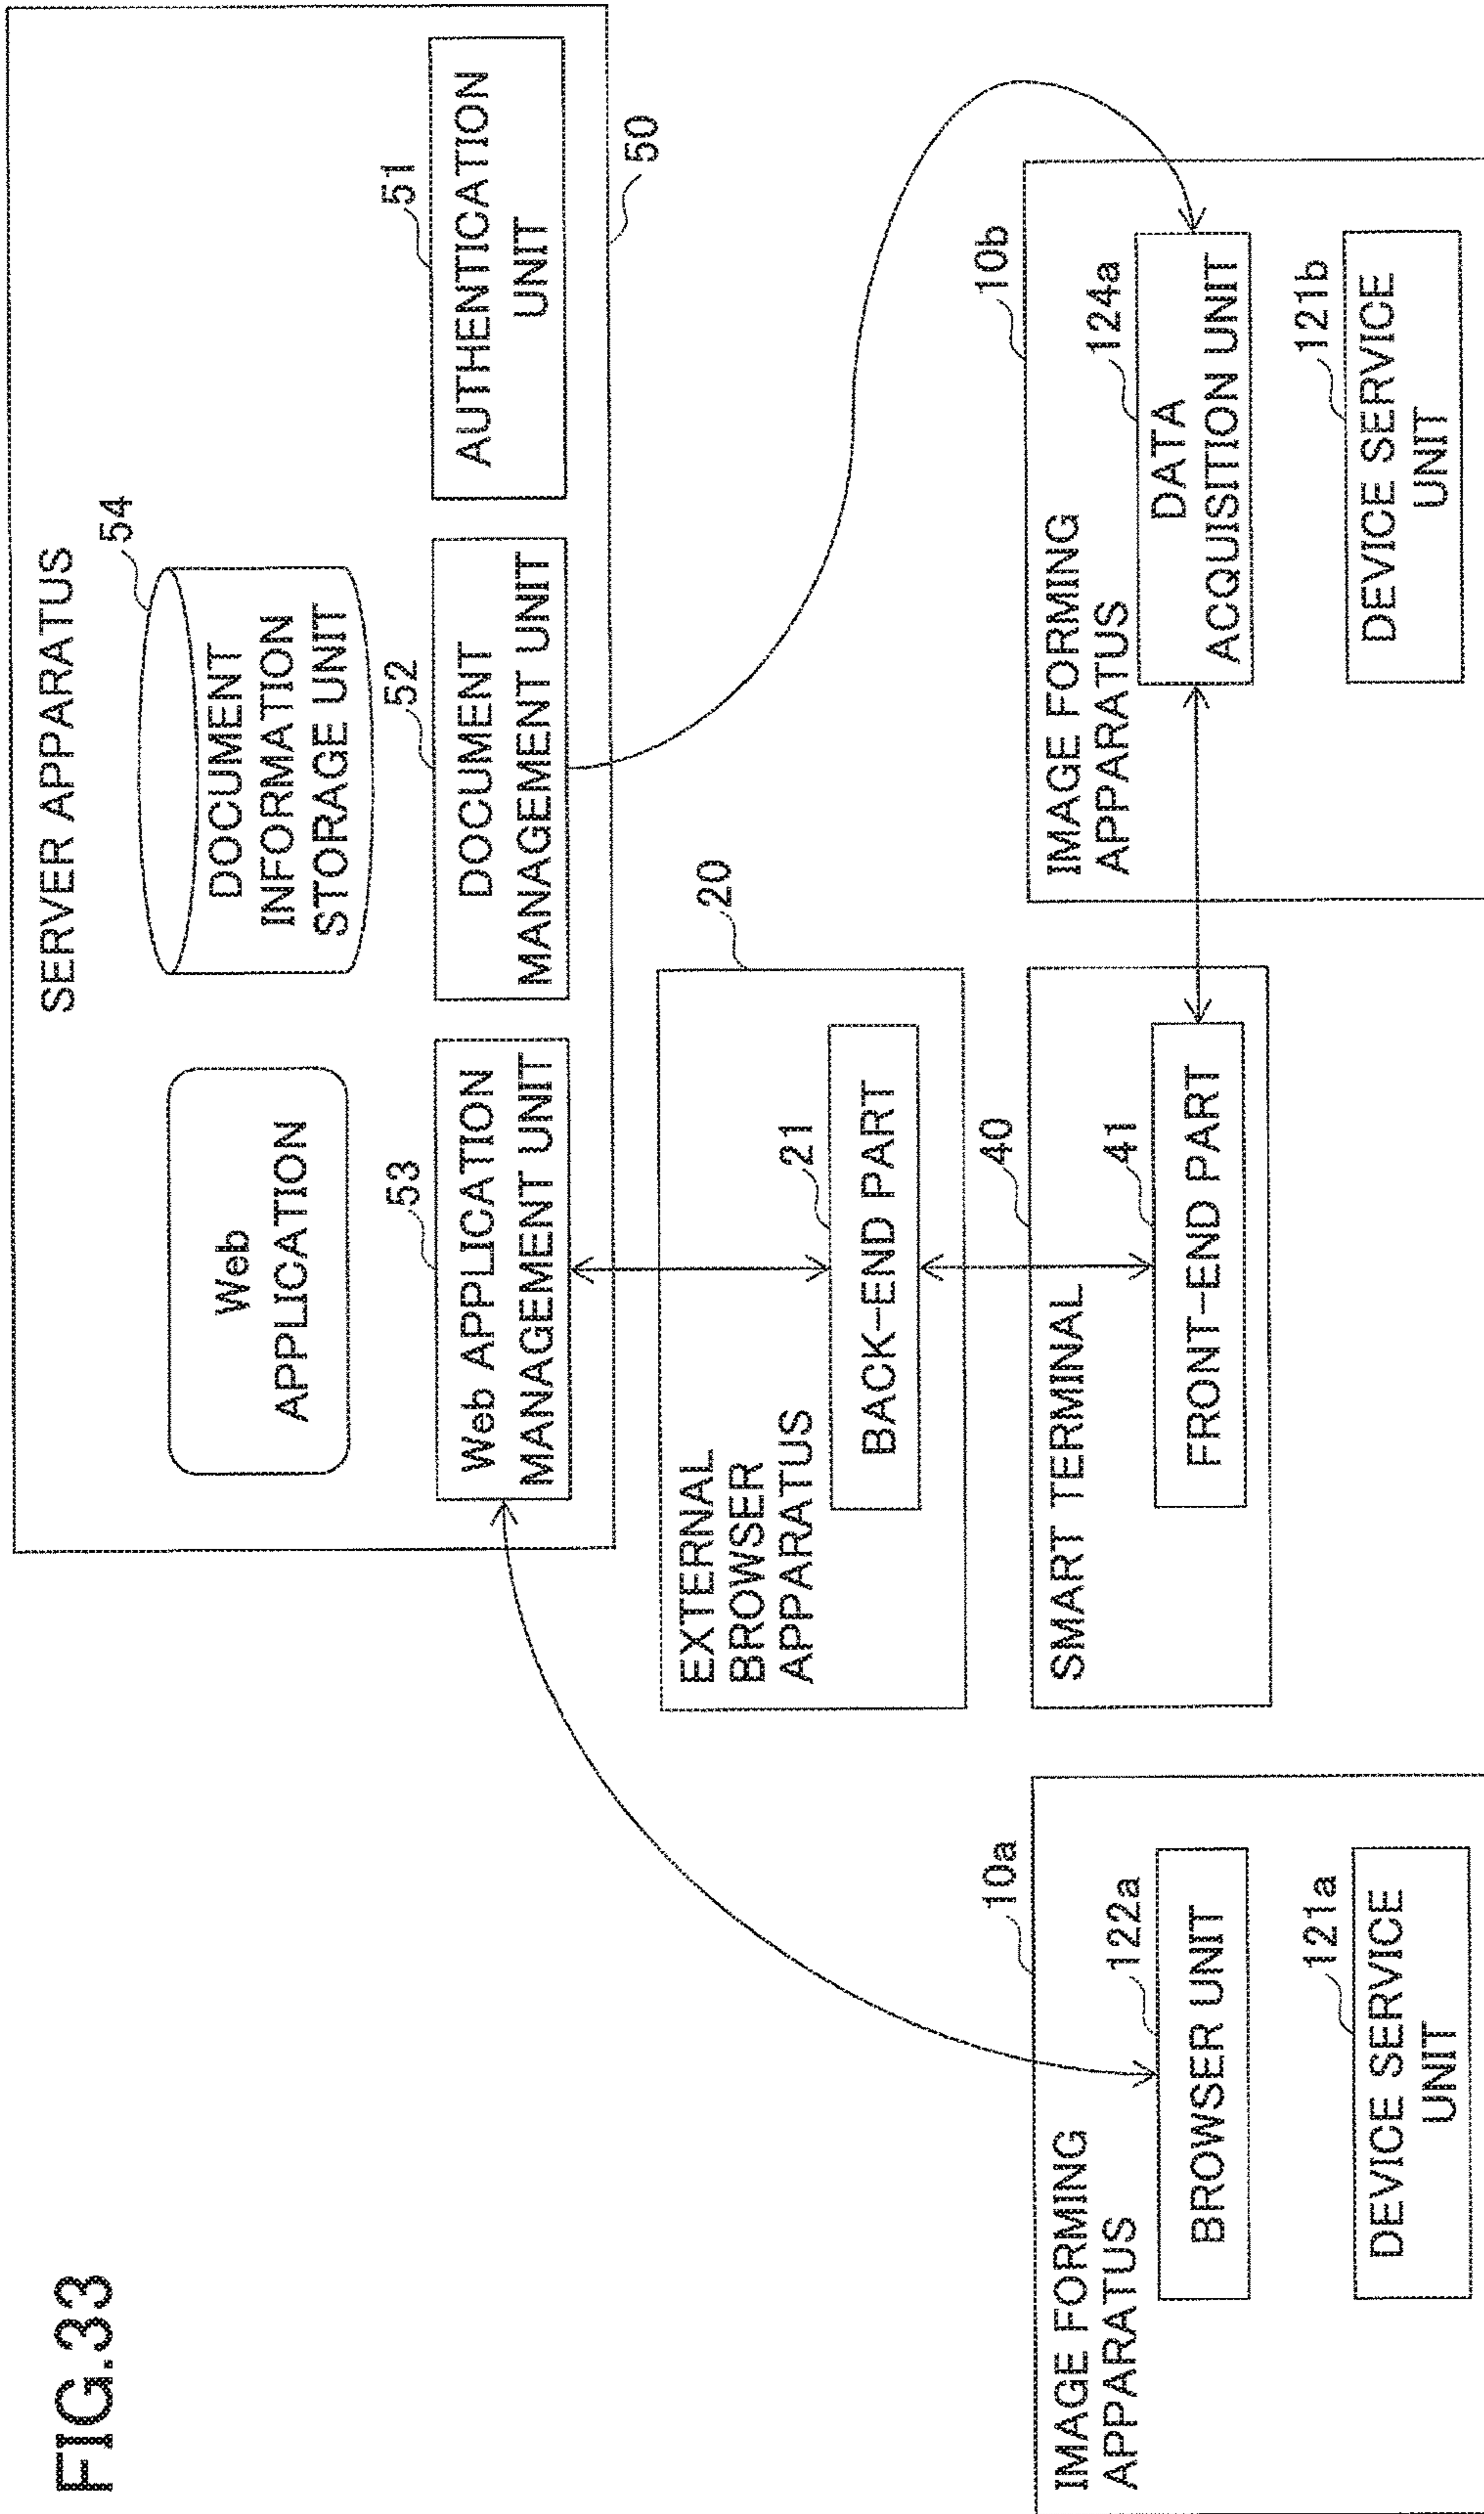 FIG.33
SERVER APPARATUS
Web
APPLICATION
54
DOCUMENT
INFORMATION
STORAGE UNIT
53
Web APPLICATION
MANAGEMENT UNIT
52
DOCUMENT
MANAGEMENT UNIT
51
AUTHENTICATION
UNIT
50
20
EXTERNAL
BROWSER
APPARATUS
21
BACK-END PART
10a
IMAGE FORMING
APPARATUS
122a
BROWSER UNIT
121a
DEVICE SERVICE
UNIT
40
SMART TERMINAL
41
FRONT-END PART
10b
IMAGE FORMING
APPARATUS
124a
DATA
ACQUISITION UNIT
121b
DEVICE SERVICE
UNIT